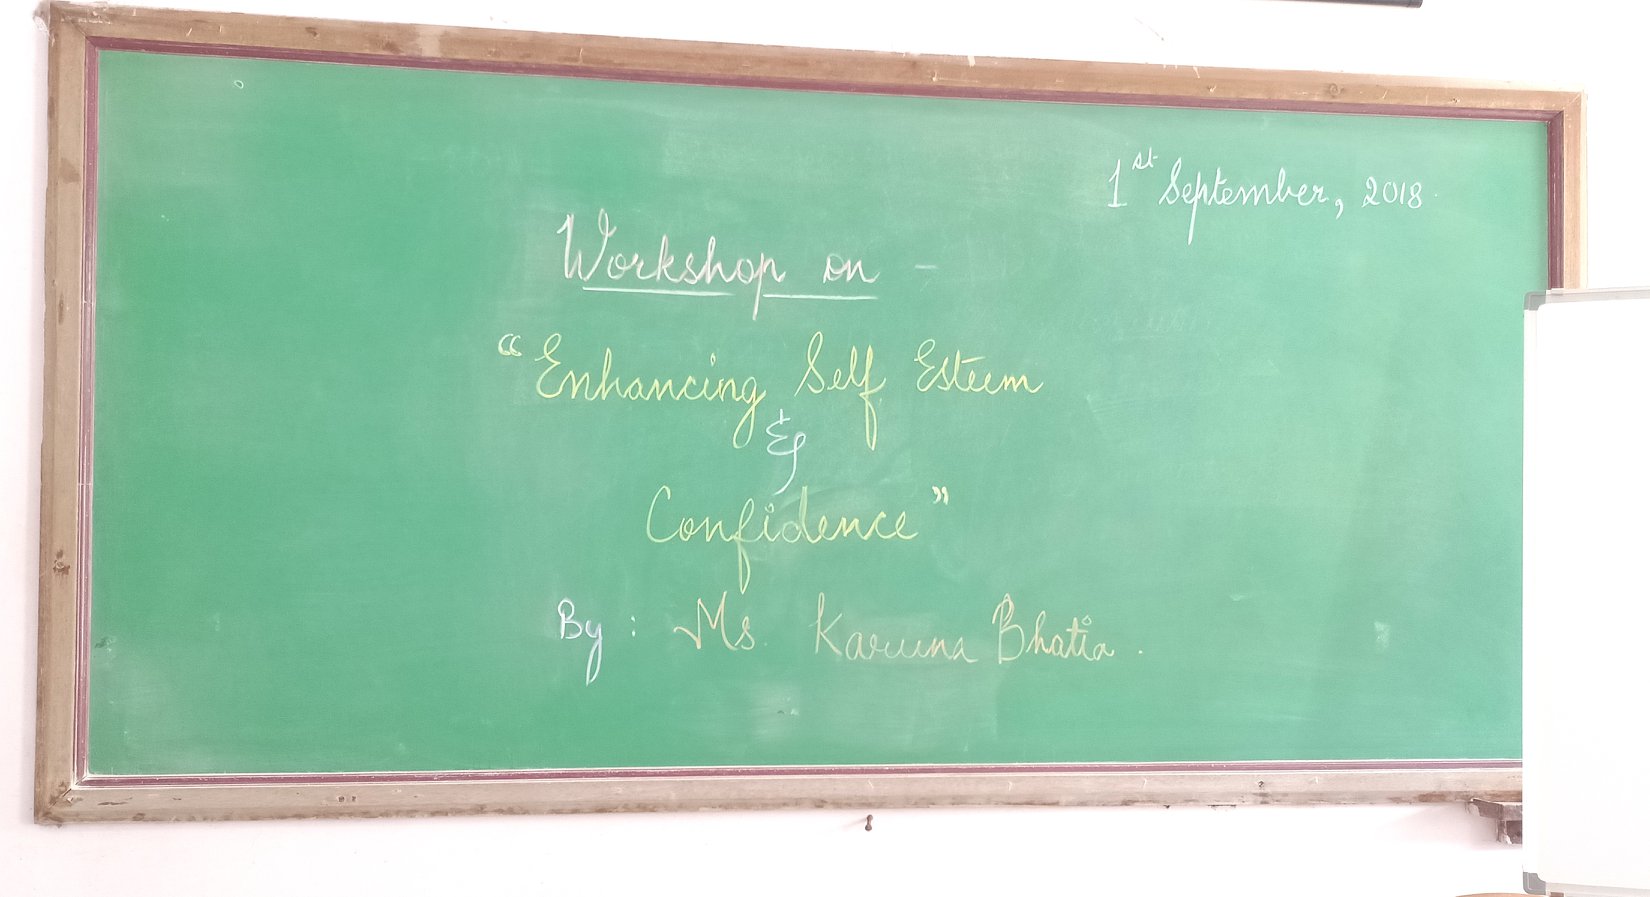 1st September, 2018
Workshop on -
“Enhancing Self Esteem
&
Confidence”
By : Ms. Karuna Bhatia.